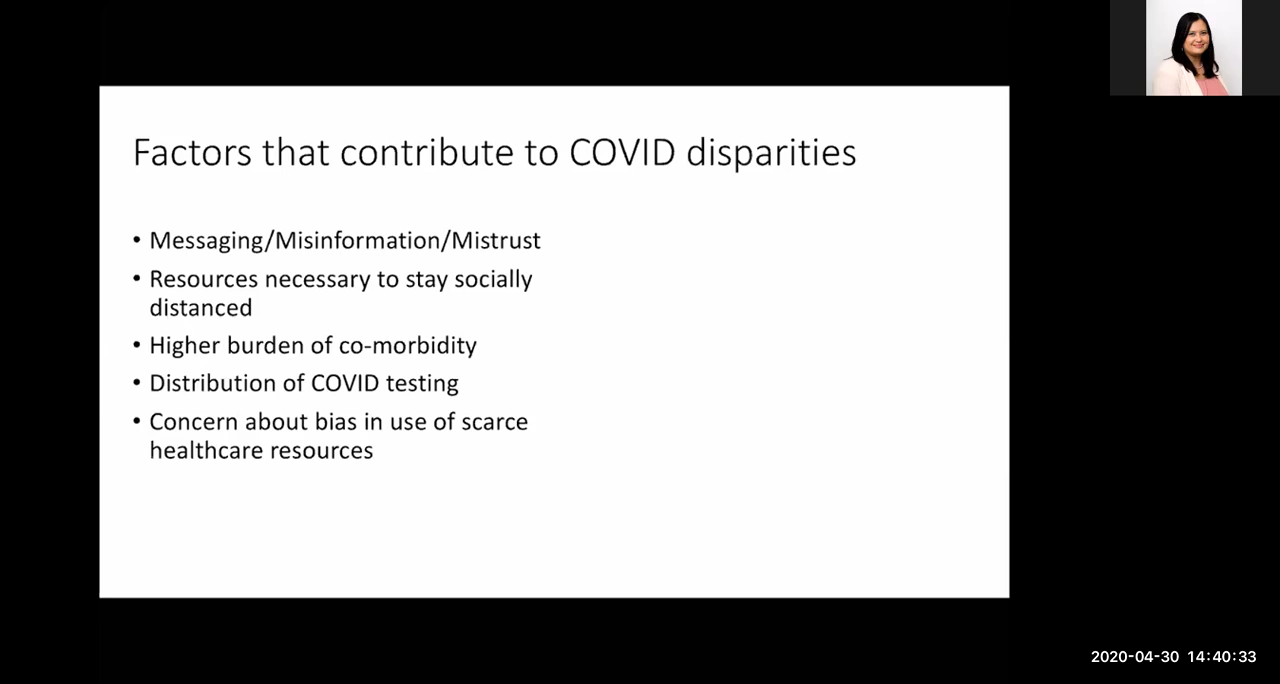 Factors that contribute to COVID disparities
• Messaging/Misinformation/Mistrust
• Resources necessary to stay socially
distanced
• Higher burden of co-morbidity
• Distribution of COVID testing
• Concern about bias in use of scarce
healthcare resources
2020-04-30 14:40:33